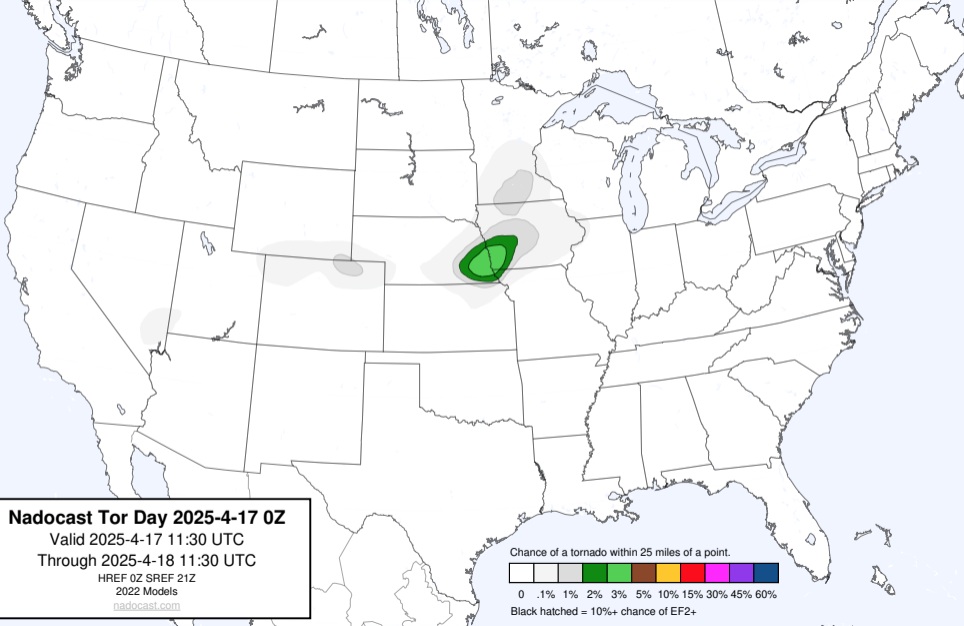 Nadocast Tor Day 2025-4-17 0Z
Valid 2025-4-17 11:30 UTC
Through 2025-4-18 11:30 UTC
HREF 0Z SREF 21Z
2022 Models
nadocast.com
Chance of a tornado within 25 miles of a point.
0 .1% 1% 2% 3% 5% 10% 15% 30% 45% 60%
Black hatched = 10%+ chance of EF2+